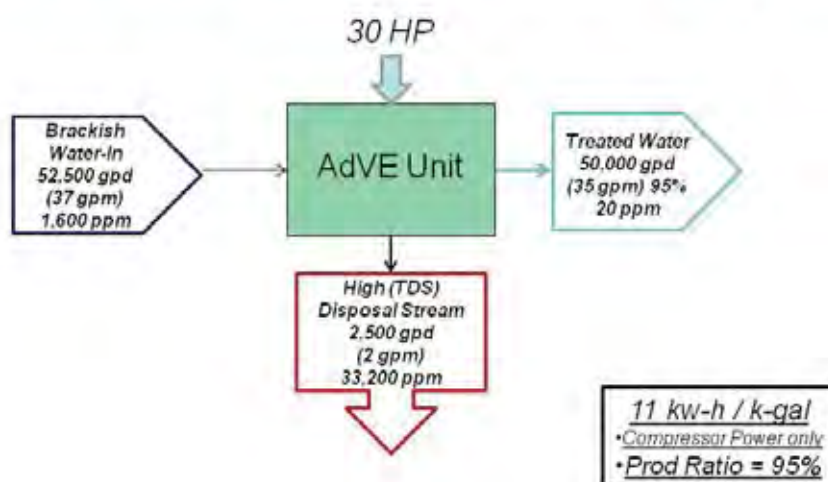 30 HP
Brackish
Water-In
52,500 gpd
(37 gpm)
1,600 ppm
AdVE Unit
Treated Water
50,000 gpd
(35 gpm) 95%
20 ppm
High (TDS)
Disposal Stream
2,500 gpd
(2 gpm)
33,200 ppm
11 kw-h / k-gal
•Compressor Power only
•Prod Ratio = 95%